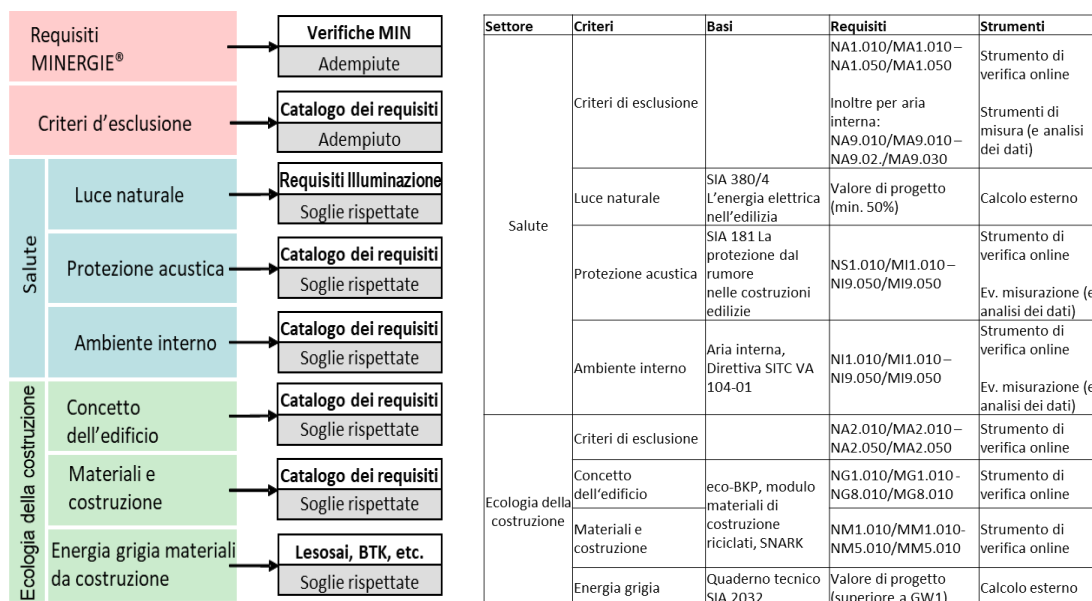 Requisiti
MINERGIE®
Verifiche MIN
Adempiute
Criteri d'esclusione
Catalogo dei requisiti
Adempiuto
Salute
Luce naturale
Requisiti Illuminazione
Soglie rispettate
Protezione acustica
Catalogo dei requisiti
Soglie rispettate
Ambiente interno
Catalogo dei requisiti
Soglie rispettate
Ecologia della costruzione
Concetto
dell'edificio
Catalogo dei requisiti
Soglie rispettate
Materiali e
costruzione
Catalogo dei requisiti
Soglie rispettate
Energia grigia materiali
da costruzione
Lesosai, BTK, etc.
Soglie rispettate
Settore Criteri Basi Requisiti Strumenti
Salute
Criteri di esclusione
NA1.010/MA1.010 –
NA1.050/MA1.050
Inoltre per aria
interna:
NA9.010/MA9.010 –
NA9.02./MA9.030
Strumento di
verifica online
Strumenti di
misura (e analisi
dei dati)
Luce naturale
SIA 380/4
L'energia elettrica
nell'edilizia
Valore di progetto
(min. 50%)
Calcolo esterno
Protezione acustica
SIA 181 La
protezione dal
rumore
nelle costruzioni
edilizie
NS1.010/MI1.010 –
NI9.050/MI9.050
Strumento di
verifica online
Ev. misurazione (e
analisi dei dati)
Ambiente interno
Aria interna,
Direttiva SITC VA
104-01
NI1.010/MI1.010 –
NI9.050/MI9.050
Strumento di
verifica online
Ev. misurazione (e
analisi dei dati)
Ecologia della
costruzione
Criteri di esclusione
NA2.010/MA2.010 –
NA2.050/MA2.050
Strumento di
verifica online
Concetto
dell'edificio
eco-BKP, modulo
materiali di
costruzione
riciclati, SNARK
NG1.010/MG1.010 -
NG8.010/MG8.010
Strumento di
verifica online
Materiali e
costruzione
NM1.010/MM1.010-
NM5.010/MM5.010
Strumento di
verifica online
Energia grigia
Quaderno tecnico
SIA 2032
Valore di progetto
(superiore a GW1)
Calcolo esterno